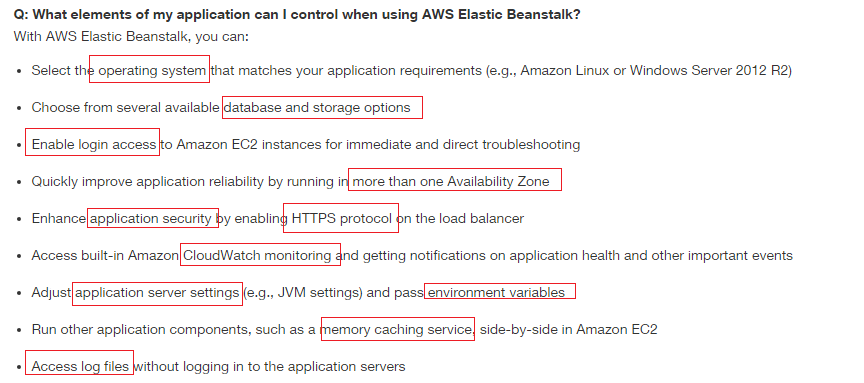 Q: What elements of my application can I control when using AWS Elastic Beanstalk?
With AWS Elastic Beanstalk, you can:
• Select the operating system that matches your application requirements (e.g., Amazon Linux or Windows Server 2012 R2)
• Choose from several available database and storage options
• Enable login access to Amazon EC2 instances for immediate and direct troubleshooting
• Quickly improve application reliability by running in more than one Availability Zone
• Enhance application security by enabling HTTPS protocol on the load balancer
• Access built-in Amazon CloudWatch monitoring and getting notifications on application health and other important events
• Adjust application server settings (e.g., JVM settings) and pass environment variables
• Run other application components, such as a memory caching service, side-by-side in Amazon EC2
• Access log files without logging in to the application servers